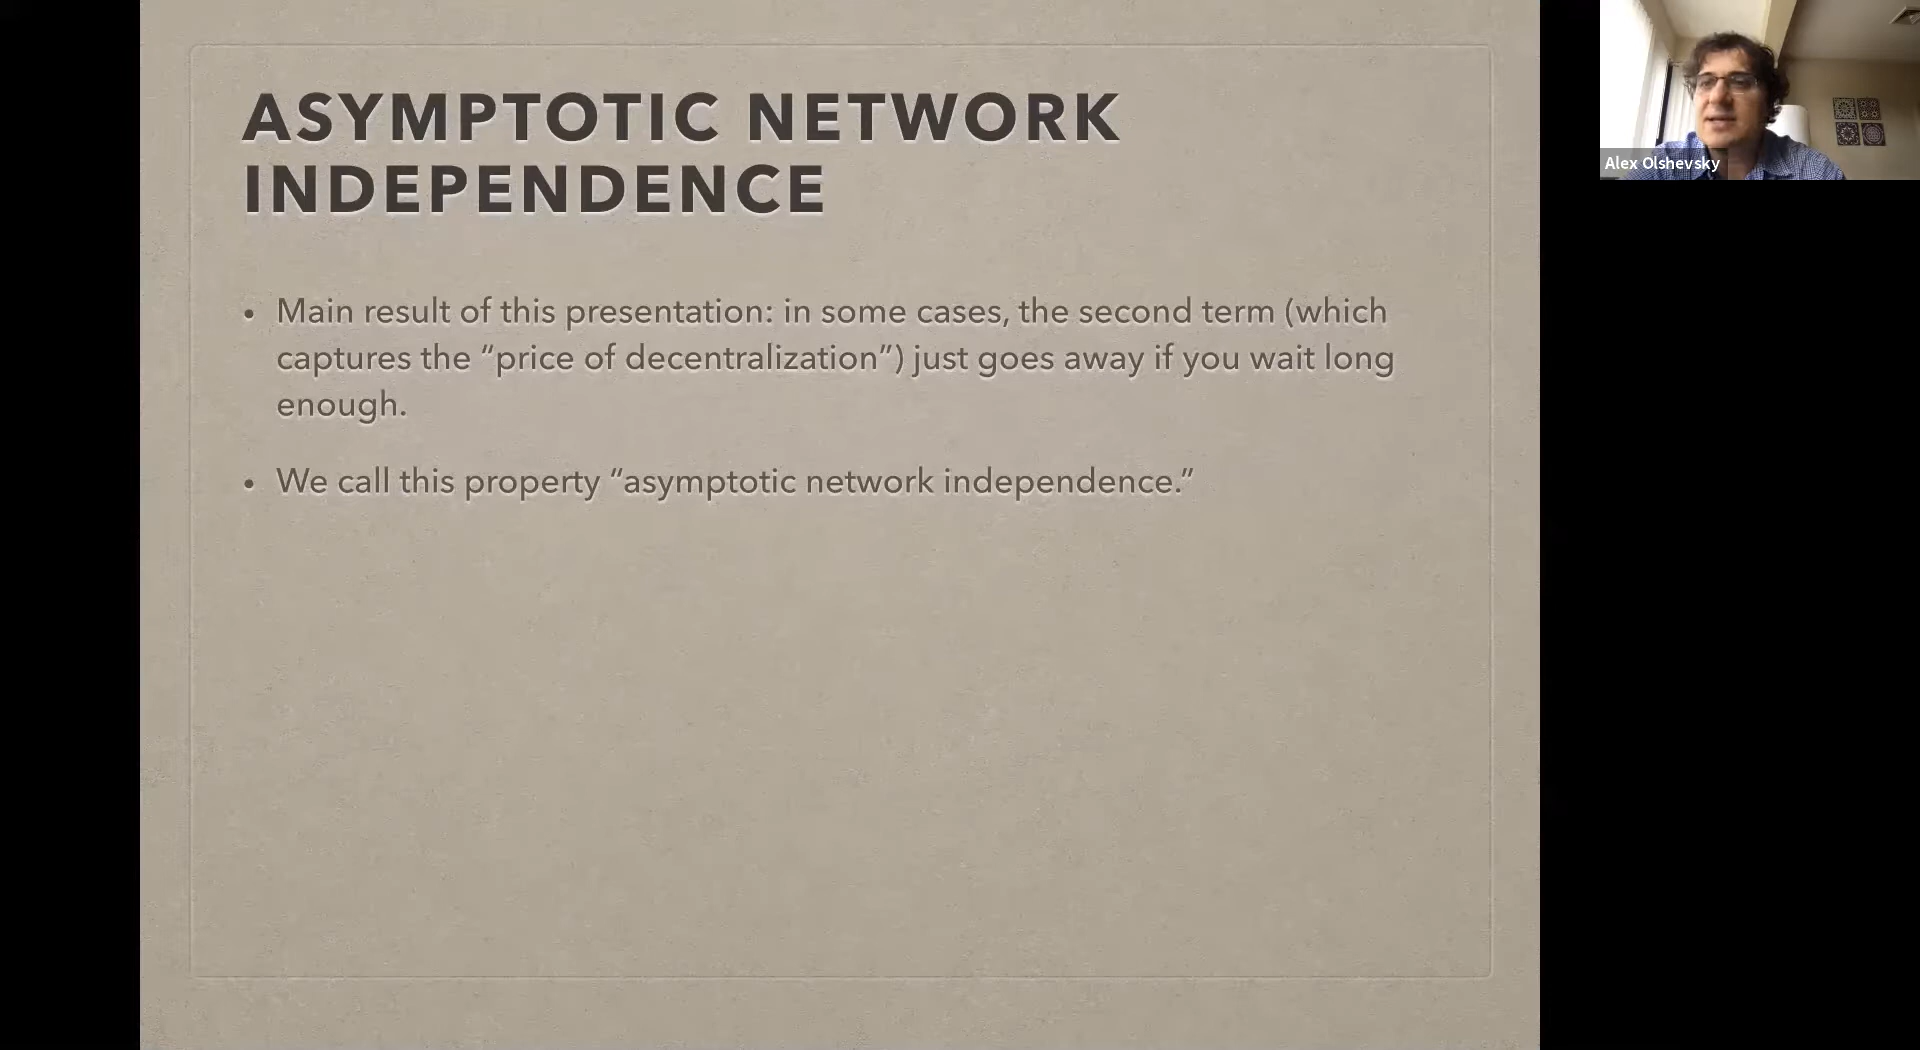 ASYMPTOTIC NETWORK
INDEPENDENCE
• Main result of this presentation: in some cases, the second term (which
captures the “price of decentralization”) just goes away if you wait long
enough.
• We call this property “asymptotic network independence.”
Alex Olshevsky